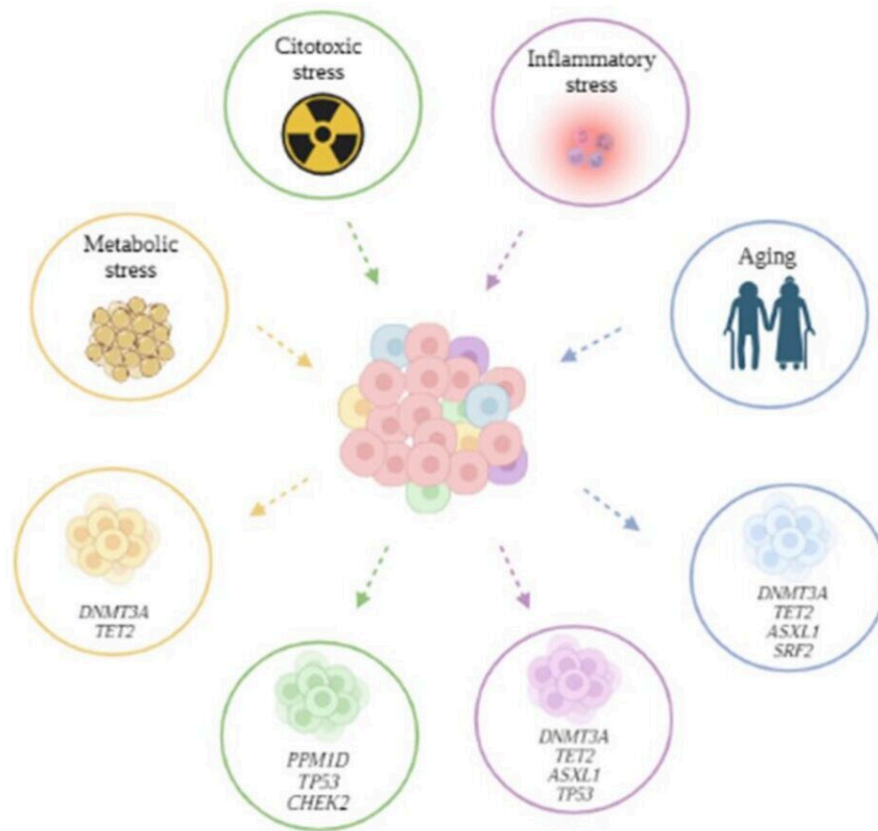 Citotoxic
stress
Inflammatory
stress
Metabolic
stress
Aging
DNMT3A
TET2
PPM1D
TP53
CHEK2
DNMT3A
TET2
ASXL1
TP53
DNMT3A
TET2
ASXL1
SRF2